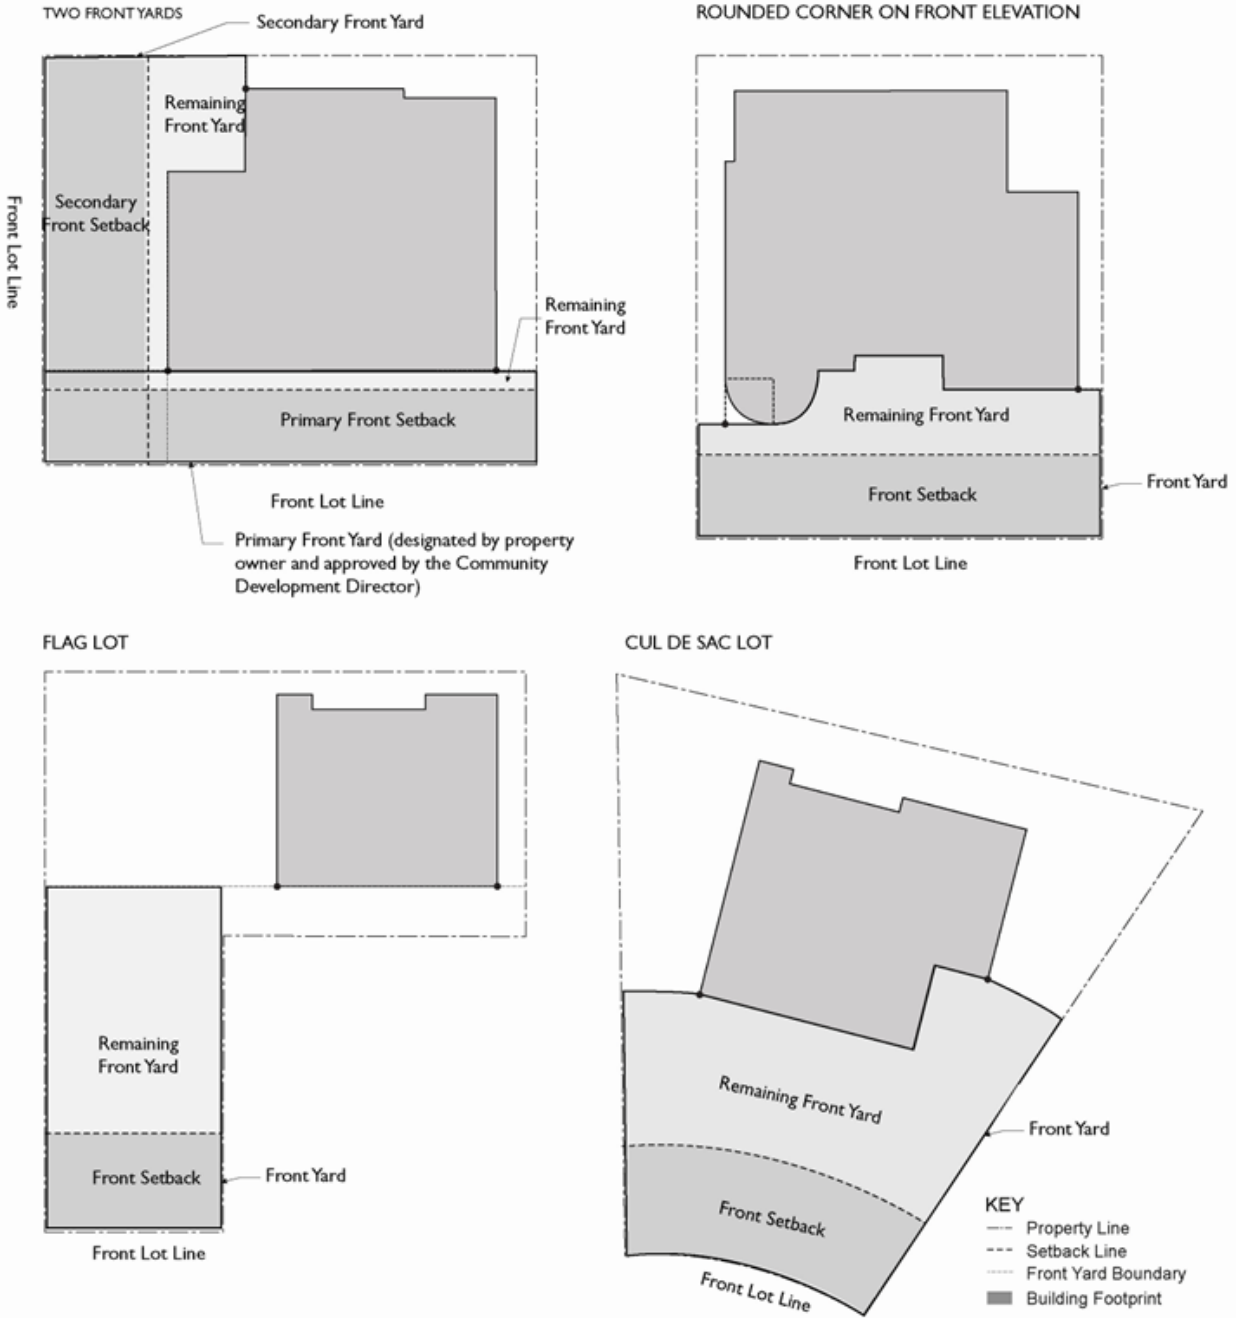 TWO FRONT YARDS
Secondary Front Yard
Remaining
Front Yard
Secondary
Front Setback
Front Lot Line
Remaining
Front Yard
Primary Front Setback
Front Lot Line
Primary Front Yard (designated by property
owner and approved by the Community
Development Director)
ROUNDED CORNER ON FRONT ELEVATION
Remaining Front Yard
Front Setback
Front Yard
Front Lot Line
FLAG LOT
Remaining
Front Yard
Front Setback
Front Yard
Front Lot Line
CUL DE SAC LOT
Remaining Front Yard
Front Yard
Front Setback
Front Lot Line
KEY
Property Line
Setback Line
Front Yard Boundary
Building Footprint